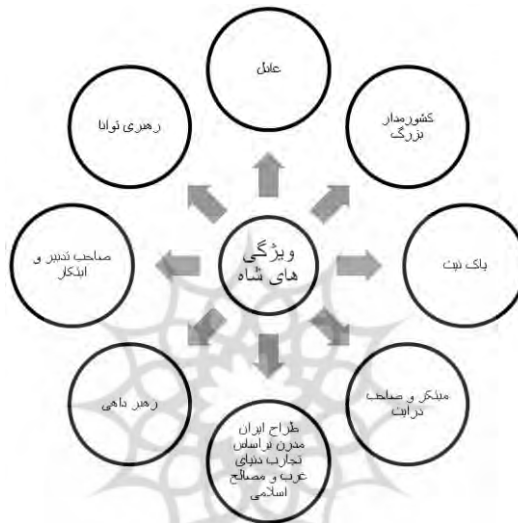 عادل
کشورمدار
بزرگ
پاک نیت
مبتکر و صاحب
درایت
طراح ایران
مدرن براساس
تجارب دنیای
غرب و مصالح
اسلامی
رهبر داهی
صاحب تدبیر و
ابتکار
رهبری توانا
ویژگی
های شاه